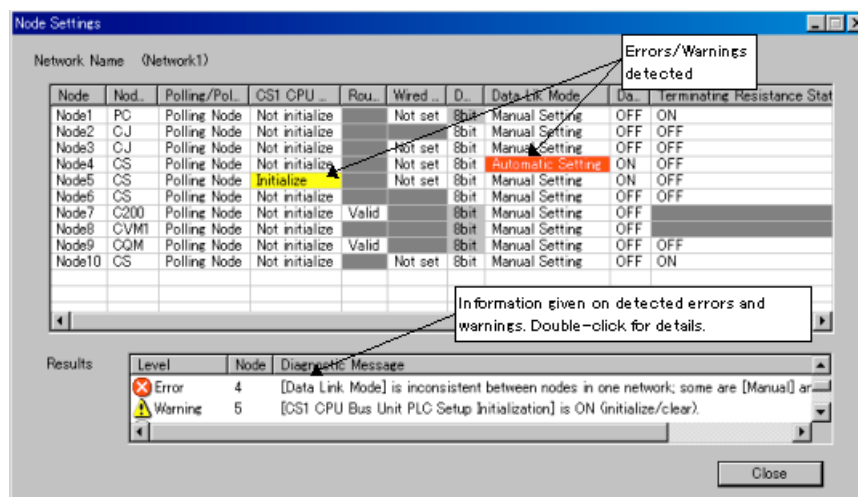 Node Settings
Network Name (Network1)
Errors/Warnings
detected
Node Nod.. Polling/Pol.. CS1 CPU ... Rou.. Wired ... D... Data Lik Mode Da.. Terminating Resistance Stat
Node1 PC Polling Node Not initialize Not set 8bit Manual Setting OFF ON
Node2 CJ Polling Node Not initialize 8bit Manual Setting OFF OFF
Node3 CJ Polling Node Not initialize Not set 8bit Manual Setting OFF OFF
Node4 CS Polling Node Not initialize Not set 8bit Automatic Setting ON OFF
Node5 CS Polling Node Initialize Not set 8bit Manual Setting ON OFF
Node6 CS Polling Node Not initialize 8bit Manual Setting OFF OFF
Node7 C200 Polling Node Not initialize Valid 8bit Manual Setting OFF
Node8 CVM1 Polling Node Not initialize 8bit Manual Setting OFF
Node9 CQM Polling Node Not initialize Valid 8bit Manual Setting OFF OFF
Node10 CS Polling Node Not initialize Not set 8bit Manual Setting OFF ON
Information given on detected errors and
warnings. Double-click for details.
Results
Level Node Diagnostic Message
Error 4 [Data Link Mode] is inconsistent between nodes in one network; some are [Manual] ar
Warning 5 [CS1 CPU Bus Unit PLC Setup Initialization] is ON (initialize/clear).
Close